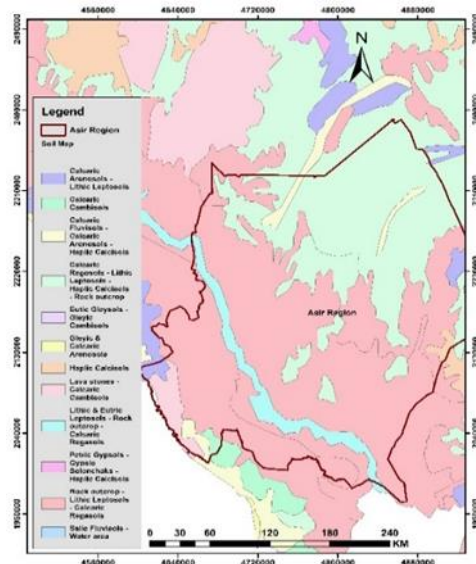 4560000 4640000 4720000 4800000 4880000
N
Legend
Asir Region
Soil Map
Calcaric
Arenosols -
Lithic Leptosols
Calcaric
Cambisols
Calcaric
Fluvisols -
Calcaric
Arenosols - Haplic Calcisols
Calcaric
Regosols - Lithic
Leptosols -
Haplic Calcisols
- Rock outcrop
Eutric Gleysols -
Gleyic
Cambisols
Gleyic &
Calcaric
Arenosols
Haplic Calcisols
Lava stones -
Calcaric
Cambisols
Lithic & Eutric
Leptosols - Rock
outcrop -
Calcaric
Regosols
Petric Gypsols -
Gypsic
Solonchaks -
Haplic Calcisols
Rock outcrop -
Lithic Leptosols
- Calcaric
Regosols
Salic Fluvisols -
Water area
Asir Region
0 30 60 120 180 240
KM
4560000 4640000 4720000 4800000 4880000